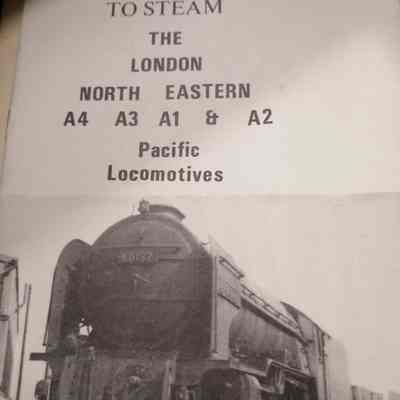 TO STEAM
THE
LONDON
NORTH EASTERN
A4 A3 A1 & A2
Pacific
Locomotives